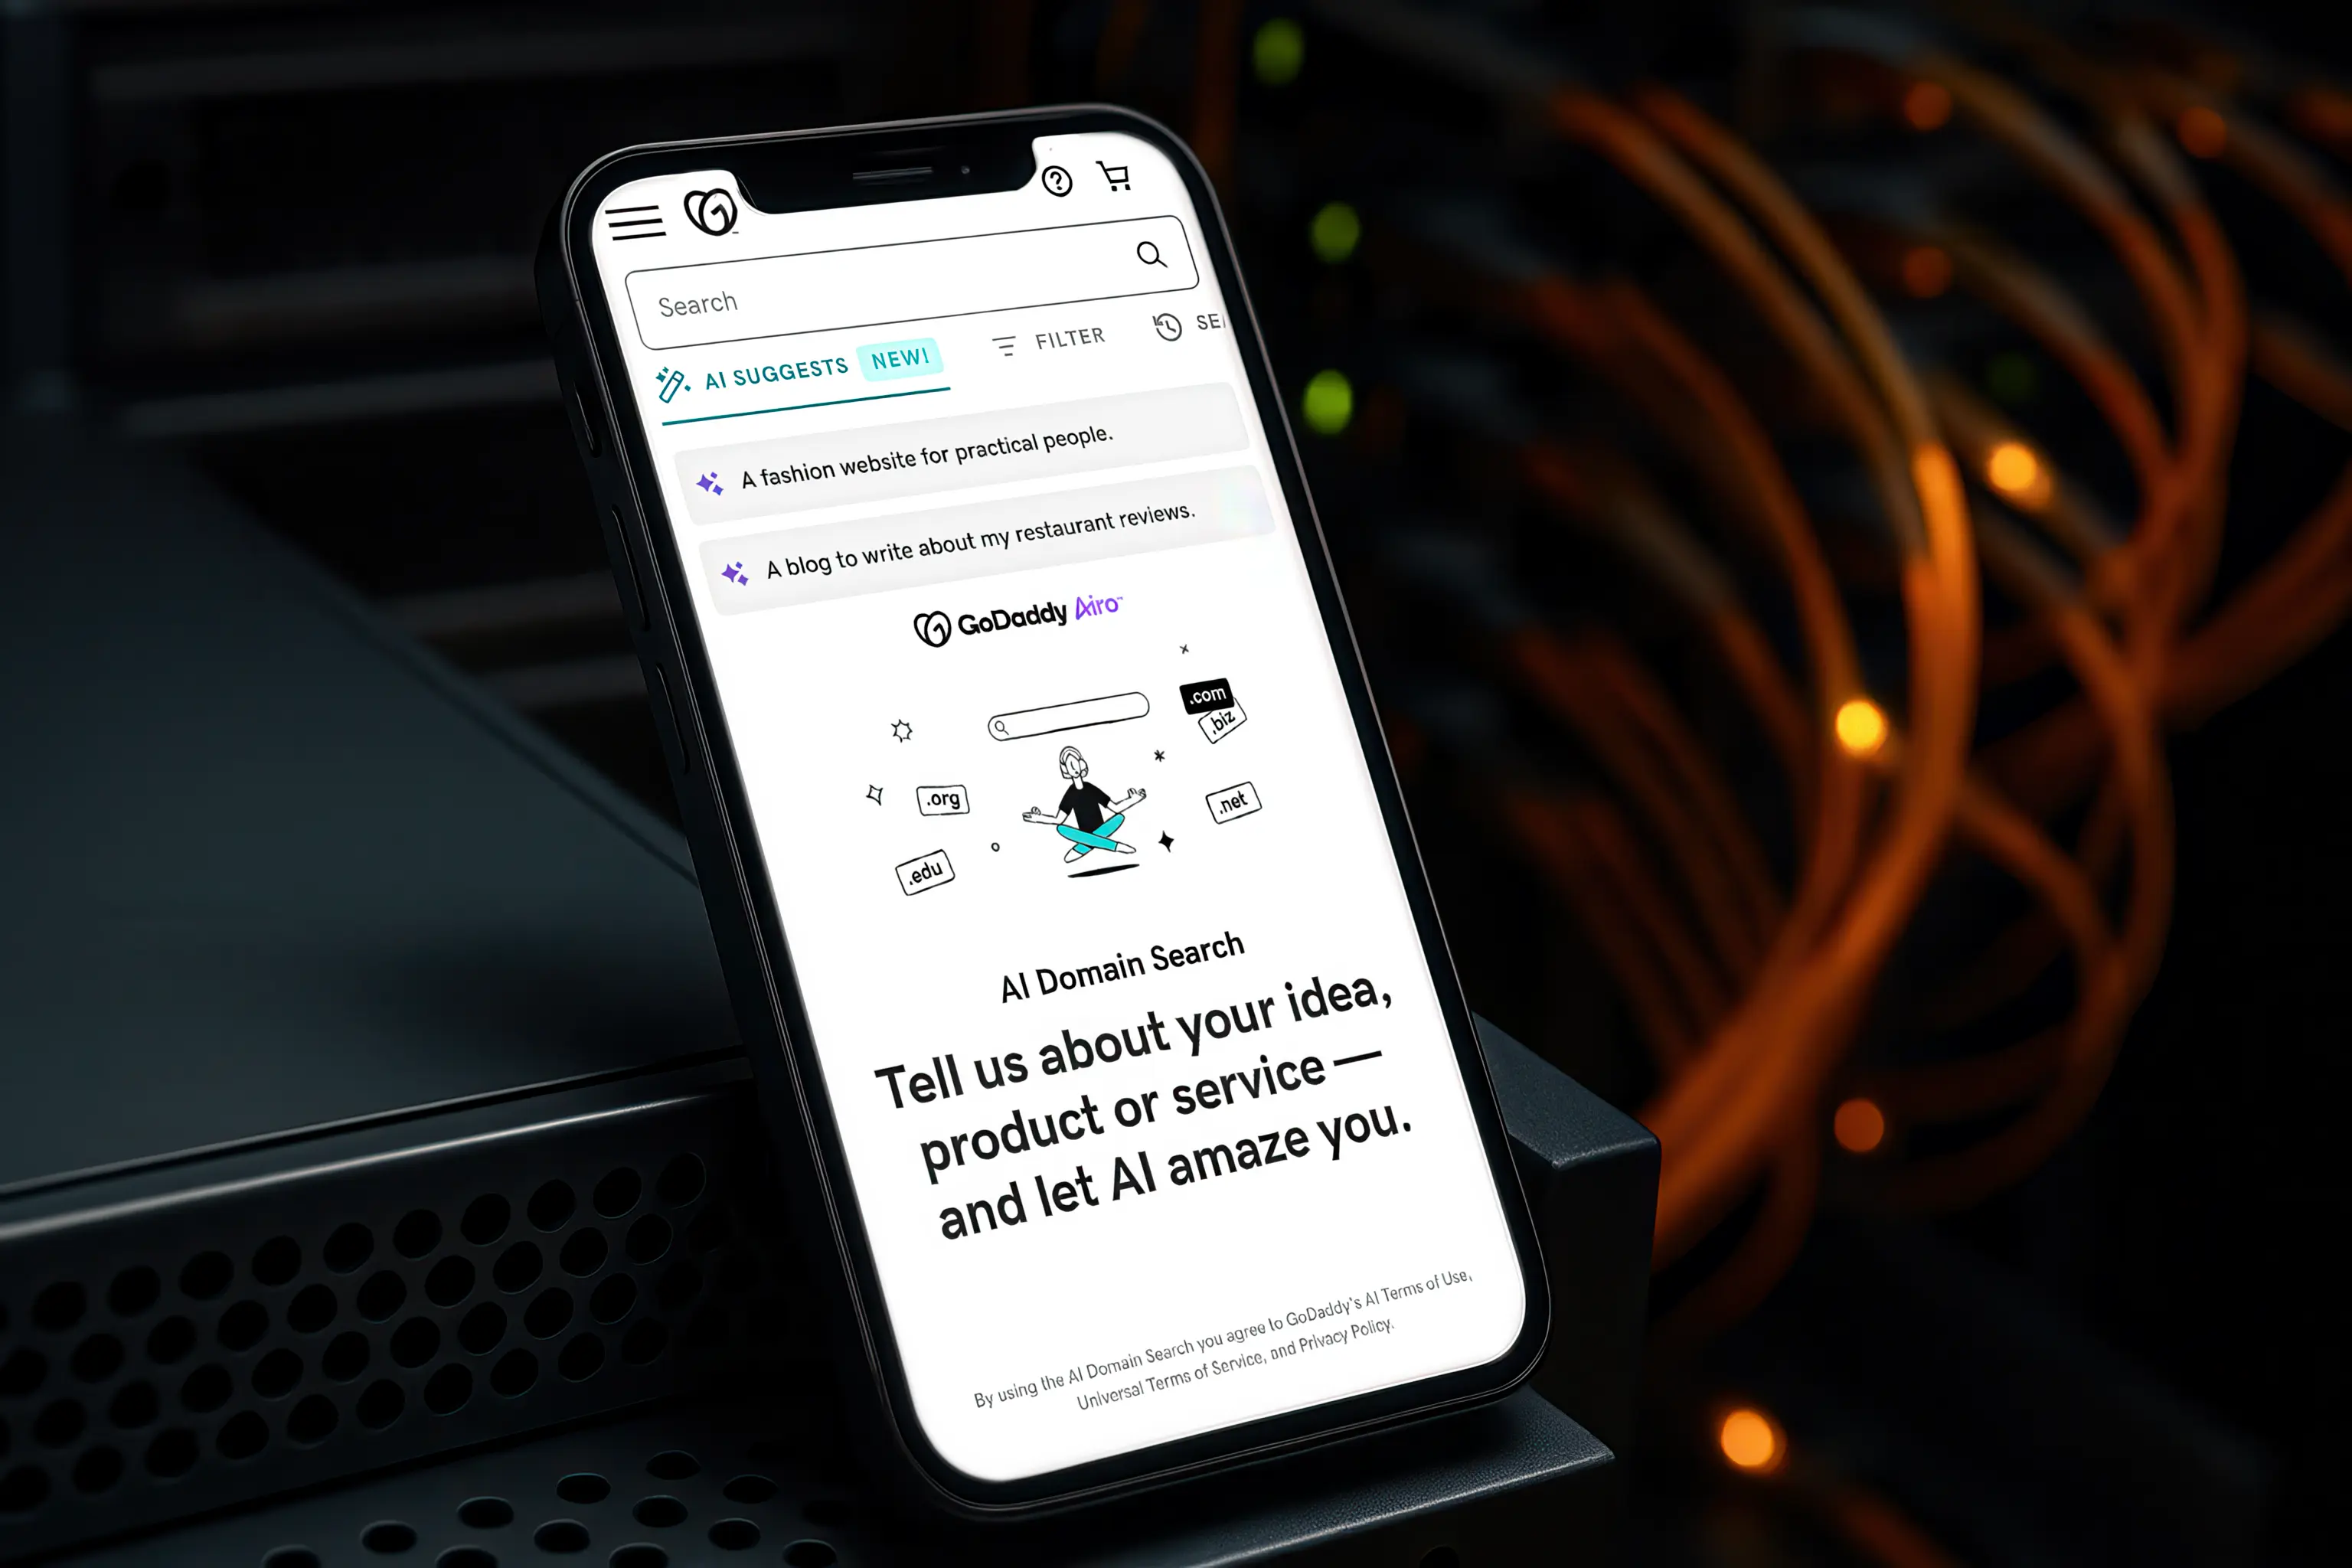 Search
AI SUGGESTS NEW! FILTER SE
A fashion website for practical people.
A blog to write about my restaurant reviews.
GoDaddy Airo™
.com
.biz
.org
.net
.edu
AI Domain Search
Tell us about your idea,
product or service —
and let AI amaze you.
By using the AI Domain Search you agree to GoDaddy's AI Terms of Use,
Universal Terms of Service, and Privacy Policy.